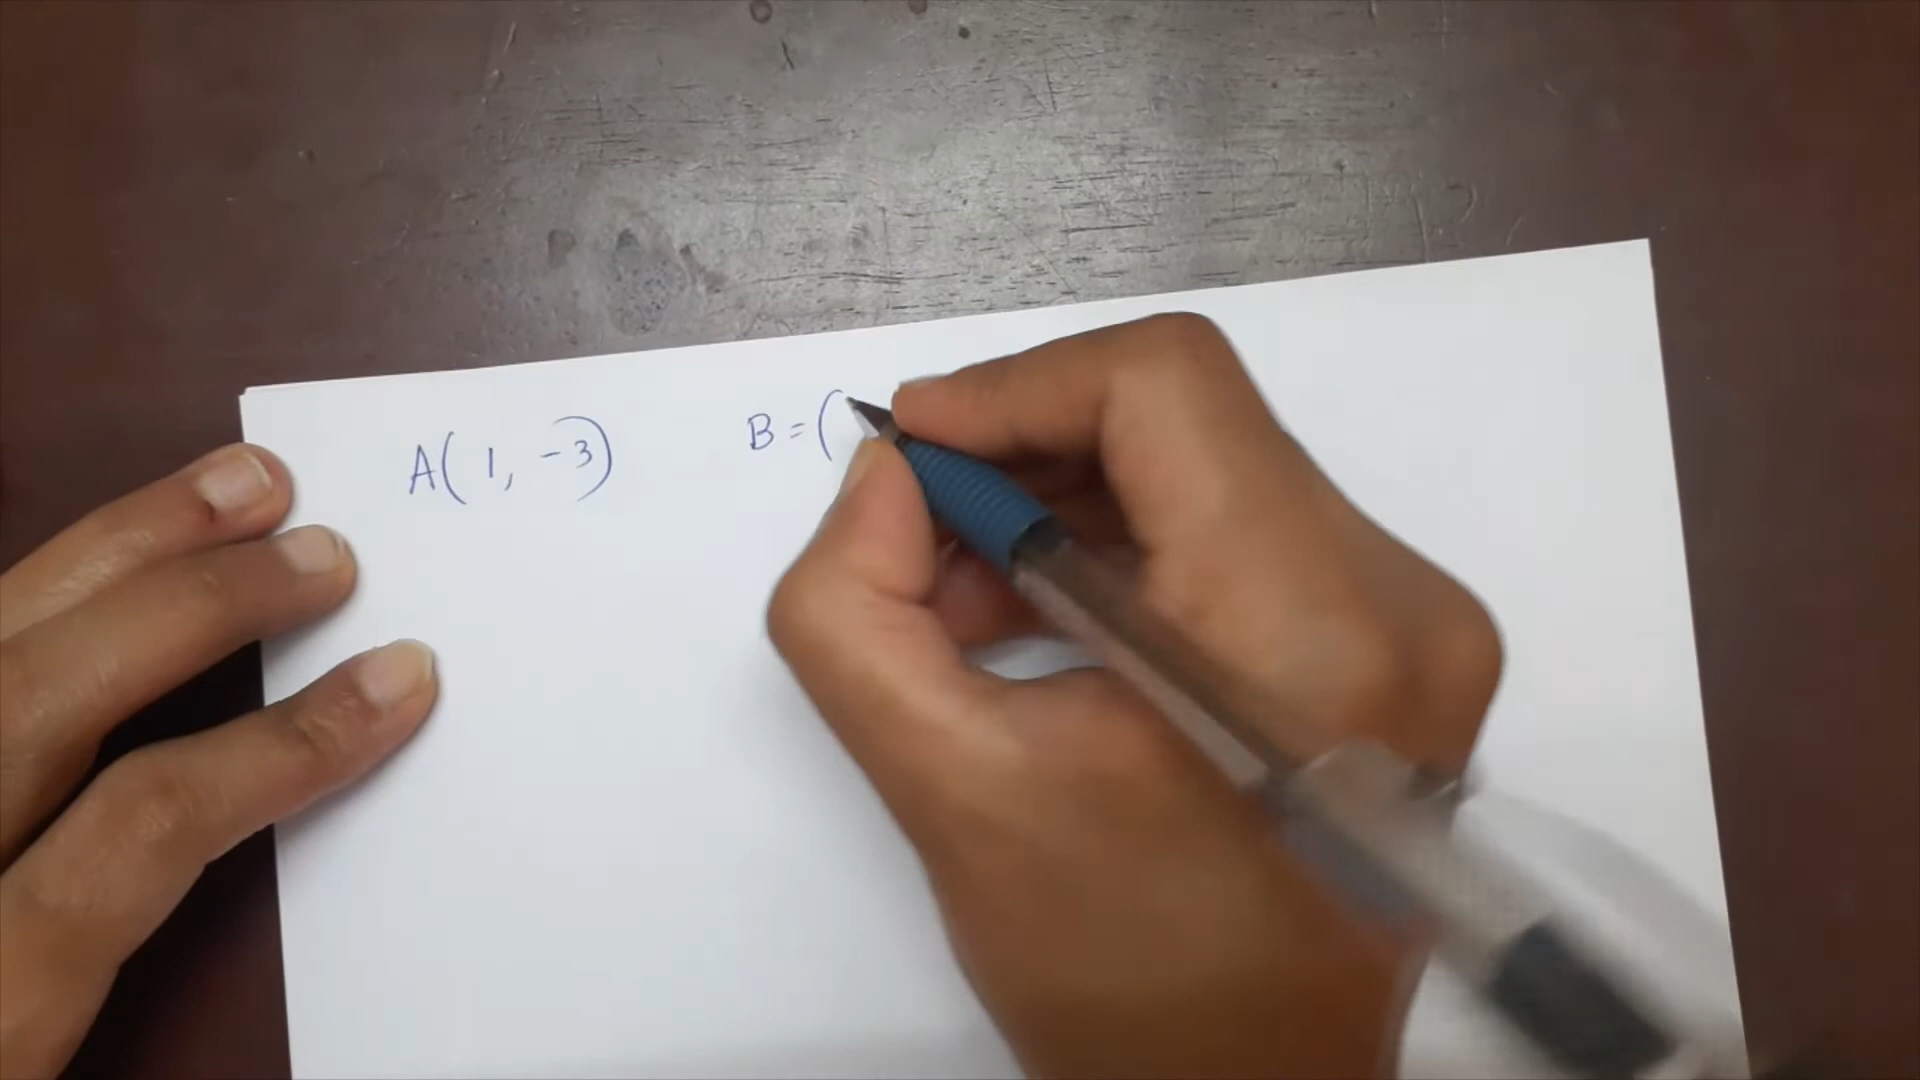 A( 1, -3) B = (